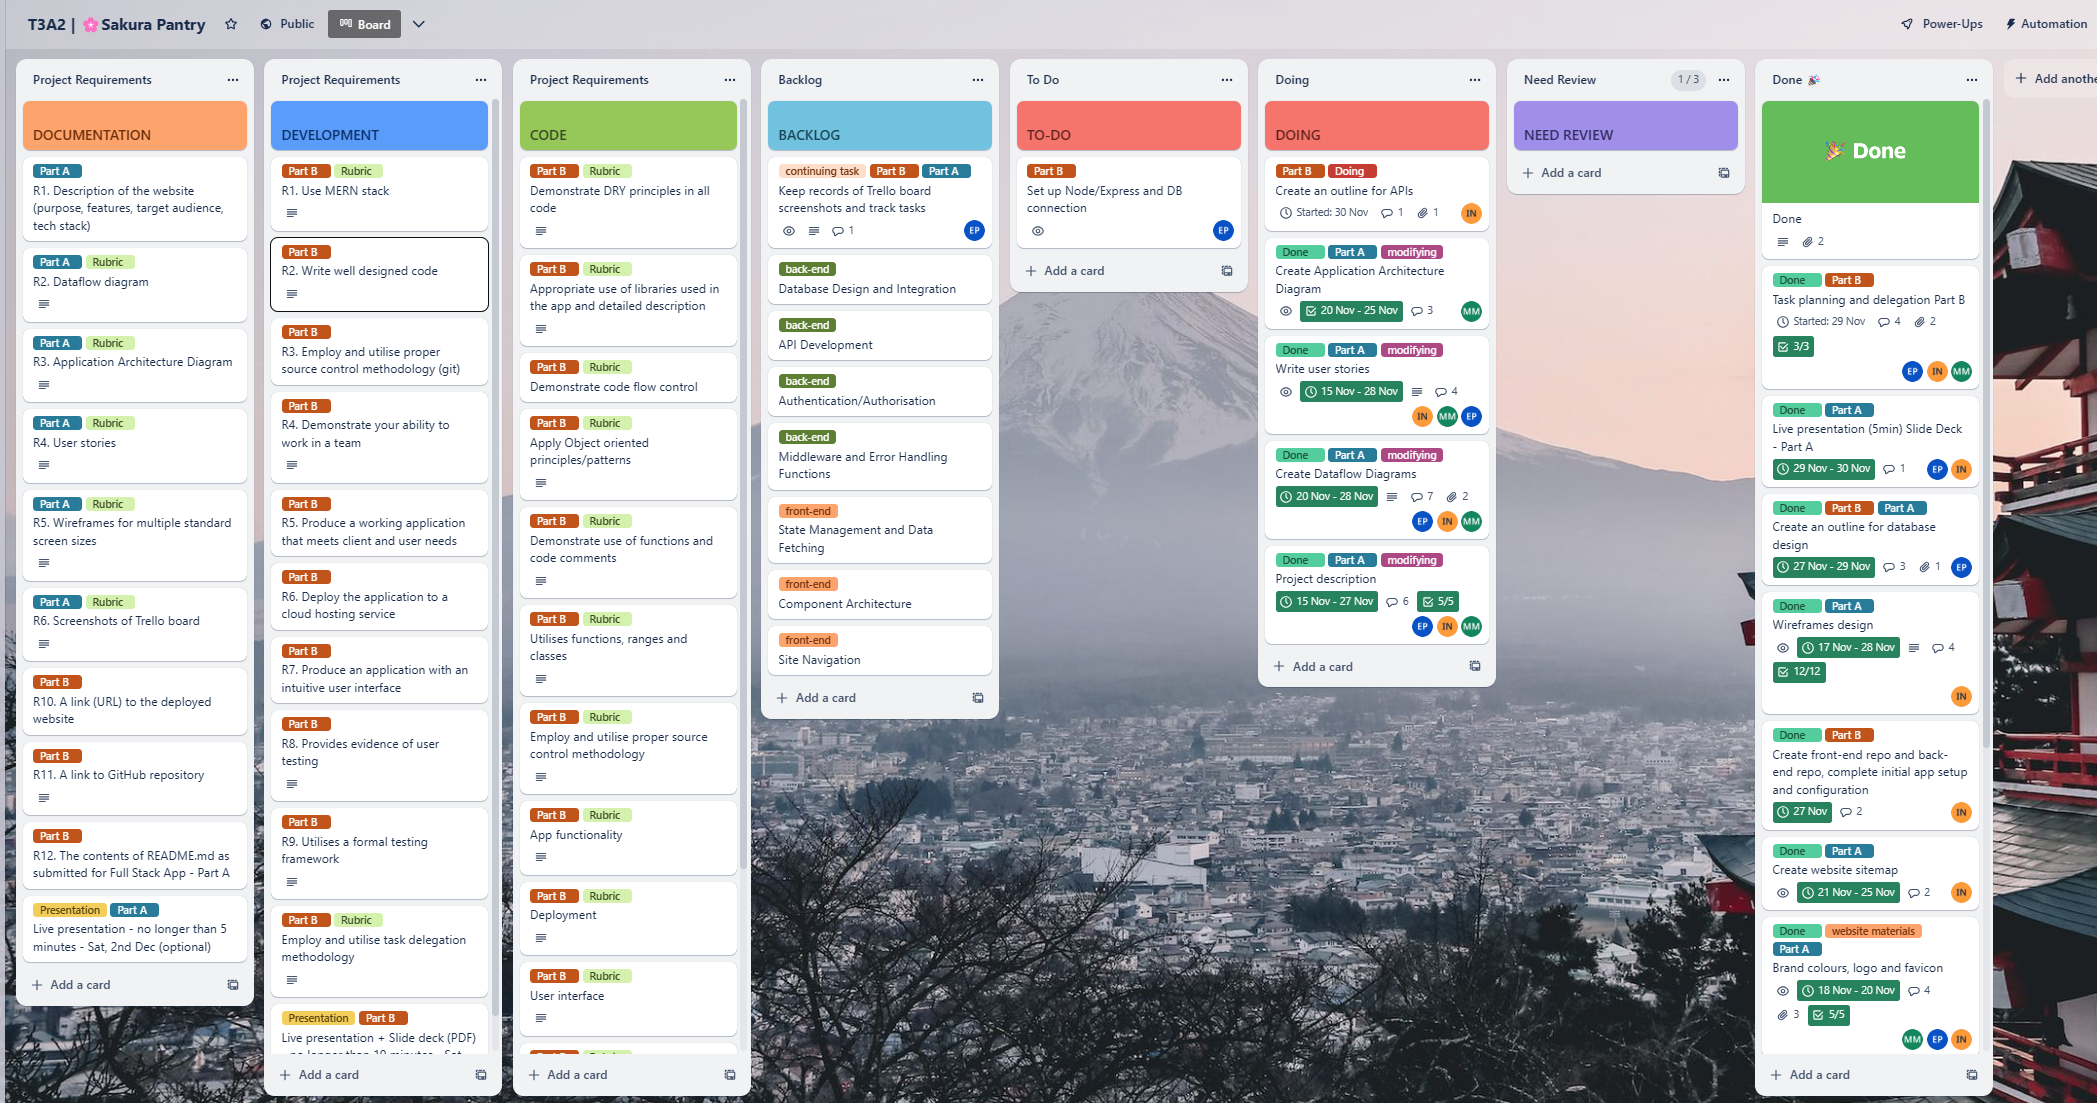 T3A2 | 🌸Sakura Pantry
Public
Board
Power-Ups
Automation
Project Requirements
DOCUMENTATION
Part A
R1. Description of the website
(purpose, features, target audience,
tech stack)
Part A Rubric
R2. Dataflow diagram
Part A Rubric
R3. Application Architecture Diagram
Part A Rubric
R4. User stories
Part A Rubric
R5. Wireframes for multiple standard
screen sizes
Part A Rubric
R6. Screenshots of Trello board
Part B
R10. A link (URL) to the deployed
website
Part B
R11. A link to GitHub repository
Part B
R12. The contents of README.md as
submitted for Full Stack App - Part A
Presentation Part A
Live presentation - no longer than 5
minutes - Sat, 2nd Dec (optional)
Add a card
Project Requirements
DEVELOPMENT
Part B Rubric
R1. Use MERN stack
Part B
R2. Write well designed code
Part B
R3. Employ and utilise proper
source control methodology (git)
Part B
R4. Demonstrate your ability to
work in a team
Part B
R5. Produce a working application
that meets client and user needs
Part B
R6. Deploy the application to a
cloud hosting service
Part B
R7. Produce an application with an
intuitive user interface
Part B
R8. Provides evidence of user
testing
Part B
R9. Utilises a formal testing
framework
Part B Rubric
Employ and utilise task delegation
methodology
Presentation Part B
Live presentation + Slide deck (PDF)
- no longer than 10 minutes - Sat
Add a card
Project Requirements
CODE
Part B Rubric
Demonstrate DRY principles in all
code
Part B Rubric
Appropriate use of libraries used in
the app and detailed description
Part B Rubric
Demonstrate code flow control
Part B Rubric
Apply Object oriented
principles/patterns
Part B Rubric
Demonstrate use of functions and
code comments
Part B Rubric
Utilises functions, ranges and
classes
Part B Rubric
Employ and utilise proper source
control methodology
Part B Rubric
App functionality
Part B Rubric
Deployment
Part B Rubric
User interface
Add a card
Backlog
BACKLOG
continuing task Part B Part A
Keep records of Trello board
screenshots and track tasks
1 EP
back-end
Database Design and Integration
back-end
API Development
back-end
Authentication/Authorisation
back-end
Middleware and Error Handling
Functions
front-end
State Management and Data
Fetching
front-end
Component Architecture
front-end
Site Navigation
Add a card
To Do
TO-DO
Part B
Set up Node/Express and DB
connection
EP
Add a card
Doing
DOING
Part B Doing
Create an outline for APIs
Started: 30 Nov 1 1 IN
Done Part A modifying
Create Application Architecture
Diagram
20 Nov - 25 Nov 3 MM
Done Part A modifying
Write user stories
15 Nov - 28 Nov 4
IN MM EP
Done Part A modifying
Create Dataflow Diagrams
20 Nov - 28 Nov 7 2
EP IN MM
Done Part A modifying
Project description
15 Nov - 27 Nov 6 5/5
EP IN MM
Add a card
Need Review 1 / 3
NEED REVIEW
Add a card
Done 🎉
🎉 Done
Done
2
Done Part B
Task planning and delegation Part B
Started: 29 Nov 4 2
3/3
EP IN MM
Done Part A
Live presentation (5min) Slide Deck
- Part A
29 Nov - 30 Nov 1 EP IN
Done Part B Part A
Create an outline for database
design
27 Nov - 29 Nov 3 1 EP
Done Part A
Wireframes design
17 Nov - 28 Nov 4
12/12
IN
Done Part B
Create front-end repo and back-
end repo, complete initial app setup
and configuration
27 Nov 2 IN
Done Part A
Create website sitemap
21 Nov - 25 Nov 2 IN
Done website materials
Part A
Brand colours, logo and favicon
18 Nov - 20 Nov 4
3 5/5
MM EP IN
Add a card
Add anothe